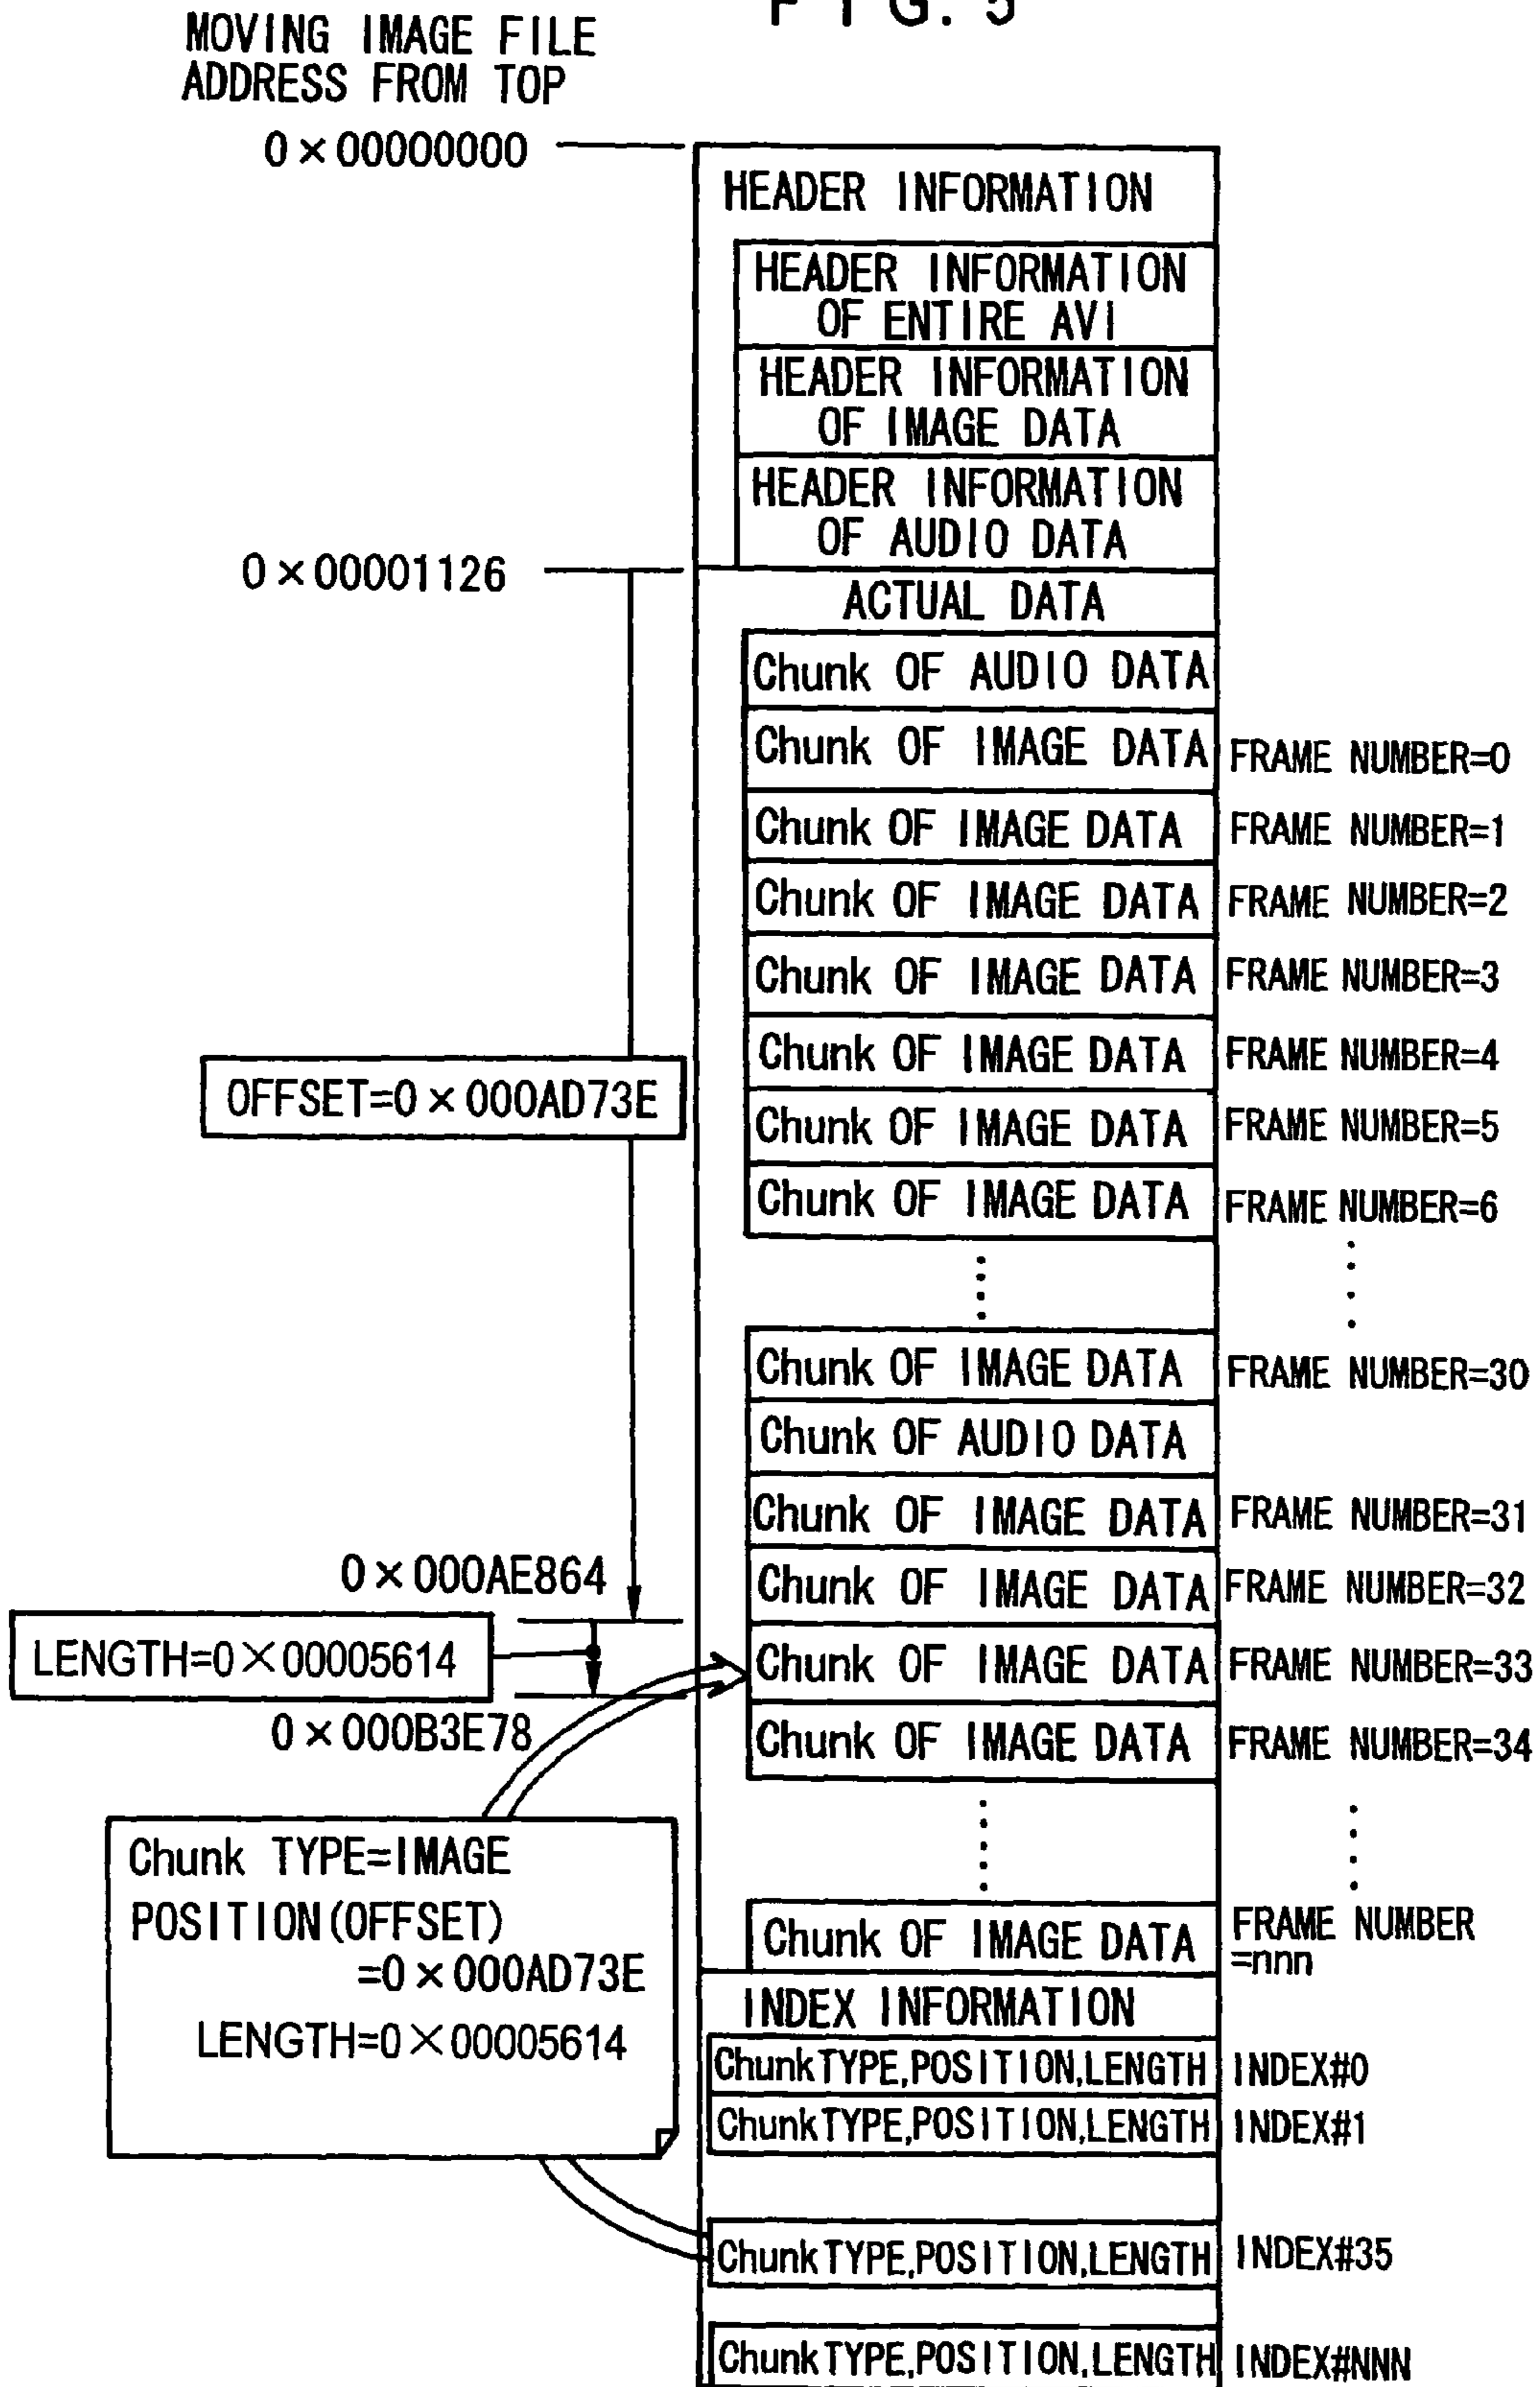 FIG. 5
MOVING IMAGE FILE
ADDRESS FROM TOP
0×00000000
HEADER INFORMATION
HEADER INFORMATION
OF ENTIRE AVI
HEADER INFORMATION
OF IMAGE DATA
HEADER INFORMATION
OF AUDIO DATA
0×00001126
ACTUAL DATA
Chunk OF AUDIO DATA
Chunk OF IMAGE DATA FRAME NUMBER=0
Chunk OF IMAGE DATA FRAME NUMBER=1
Chunk OF IMAGE DATA FRAME NUMBER=2
Chunk OF IMAGE DATA FRAME NUMBER=3
Chunk OF IMAGE DATA FRAME NUMBER=4
OFFSET=0×000AD73E
Chunk OF IMAGE DATA FRAME NUMBER=5
Chunk OF IMAGE DATA FRAME NUMBER=6
Chunk OF IMAGE DATA FRAME NUMBER=30
Chunk OF AUDIO DATA
Chunk OF IMAGE DATA FRAME NUMBER=31
0×000AE864
Chunk OF IMAGE DATA FRAME NUMBER=32
LENGTH=0×00005614
Chunk OF IMAGE DATA FRAME NUMBER=33
0×000B3E78
Chunk OF IMAGE DATA FRAME NUMBER=34
Chunk TYPE=IMAGE
POSITION(OFFSET)
=0×000AD73E
LENGTH=0×00005614
Chunk OF IMAGE DATA FRAME NUMBER
=nnn
INDEX INFORMATION
ChunkTYPE,POSITION,LENGTH INDEX#0
ChunkTYPE,POSITION,LENGTH INDEX#1
ChunkTYPE,POSITION,LENGTH INDEX#35
ChunkTYPE,POSITION,LENGTH INDEX#NNN